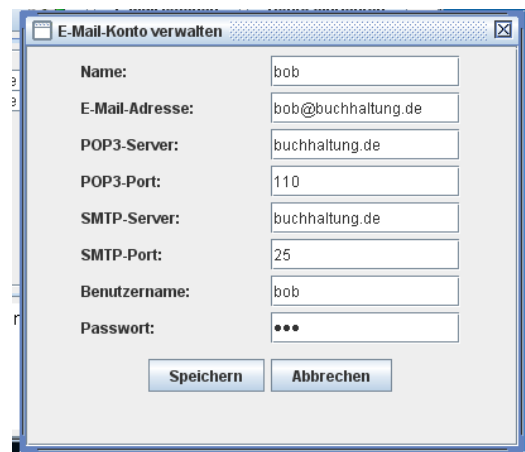 E-Mail-Konto verwalten
Name: bob
E-Mail-Adresse: bob@buchhaltung.de
POP3-Server: buchhaltung.de
POP3-Port: 110
SMTP-Server: buchhaltung.de
SMTP-Port: 25
Benutzername: bob
Passwort: •••
Speichern Abbrechen